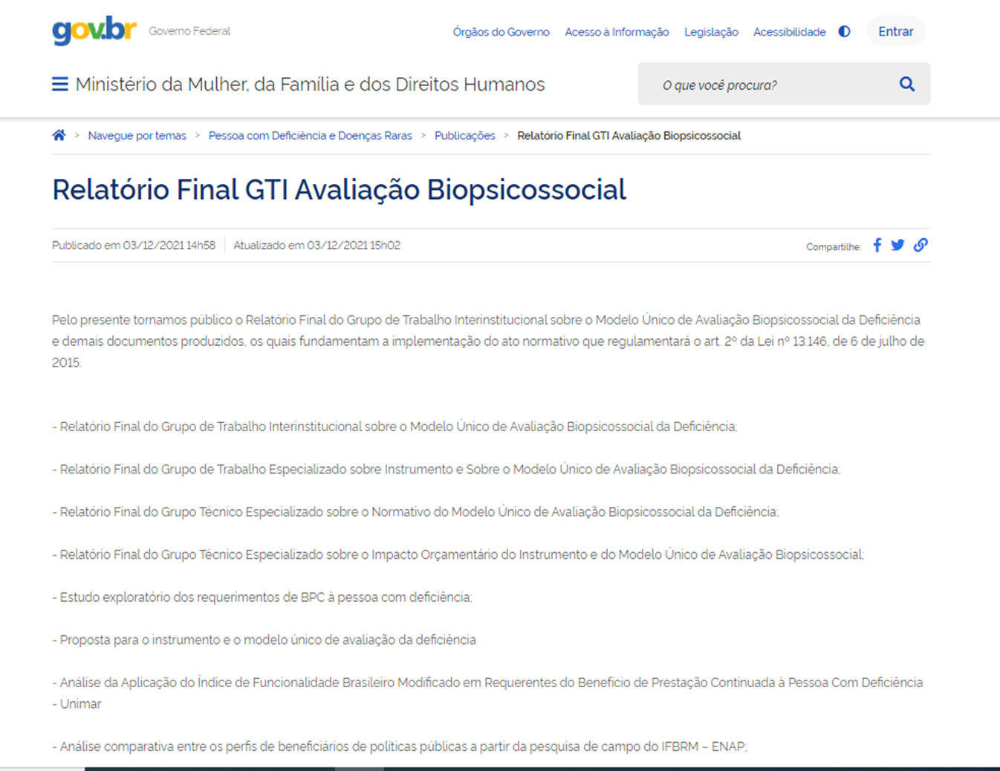 gov.br Governo Federal
Órgãos do Governo Acesso à Informação Legislação Acessibilidade Entrar
Ministério da Mulher, da Família e dos Direitos Humanos
O que você procura?
> Navegue por temas > Pessoa com Deficiência e Doenças Raras > Publicações > Relatório Final GTI Avaliação Biopsicossocial
Relatório Final GTI Avaliação Biopsicossocial
Publicado em 03/12/2021 14h58 Atualizado em 03/12/2021 15h02
Compartilhe:
Pelo presente tornamos público o Relatório Final do Grupo de Trabalho Interinstitucional sobre o Modelo Único de Avaliação Biopsicossocial da Deficiência
e demais documentos produzidos, os quais fundamentam a implementação do ato normativo que regulamentará o art. 2º da Lei nº 13.146, de 6 de julho de
2015.
- Relatório Final do Grupo de Trabalho Interinstitucional sobre o Modelo Único de Avaliação Biopsicossocial da Deficiência;
- Relatório Final do Grupo de Trabalho Especializado sobre Instrumento e Sobre o Modelo Único de Avaliação Biopsicossocial da Deficiência;
- Relatório Final do Grupo Técnico Especializado sobre o Normativo do Modelo Único de Avaliação Biopsicossocial da Deficiência;
- Relatório Final do Grupo Técnico Especializado sobre o Impacto Orçamentário do Instrumento e do Modelo Único de Avaliação Biopsicossocial;
- Estudo exploratório dos requerimentos de BPC à pessoa com deficiência;
- Proposta para o instrumento e o modelo único de avaliação da deficiência
- Análise da Aplicação do Índice de Funcionalidade Brasileiro Modificado em Requerentes do Benefício de Prestação Continuada à Pessoa Com Deficiência
- Unimar
- Análise comparativa entre os perfis de beneficiários de políticas públicas a partir da pesquisa de campo do IFBRM – ENAP;